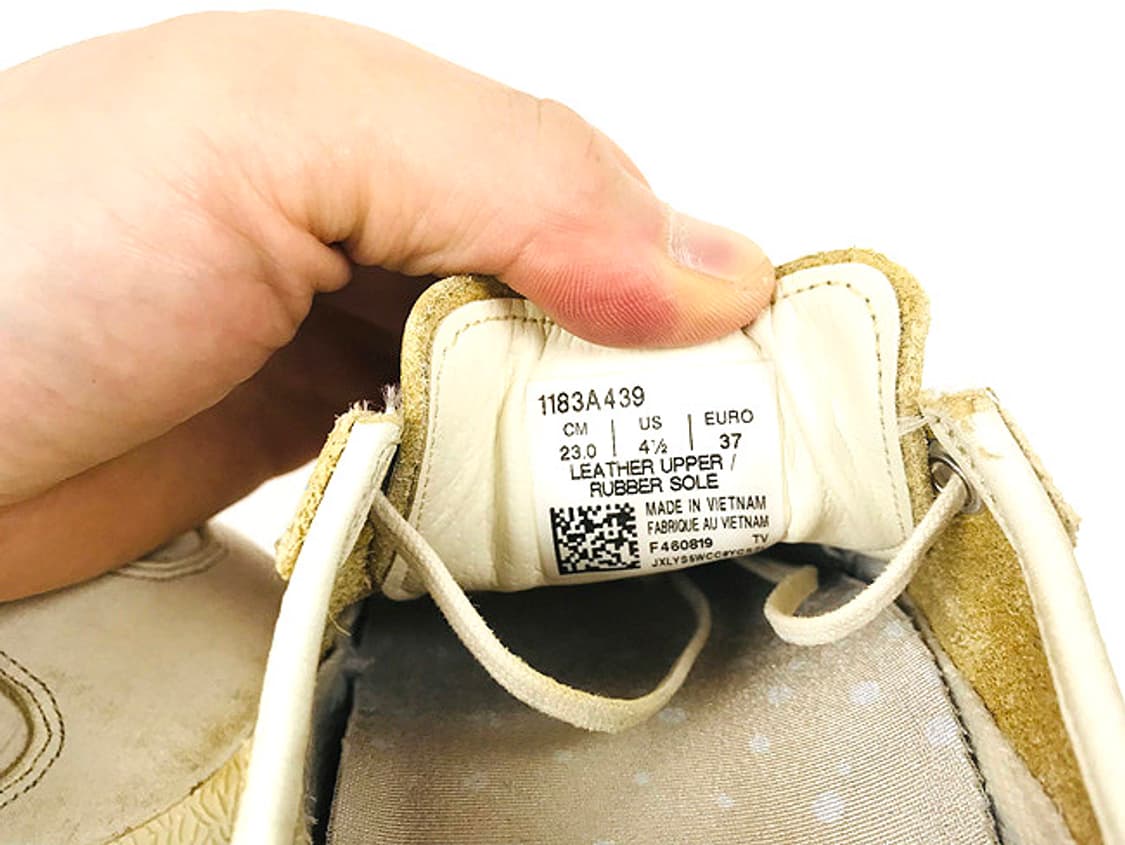 1183A439
CM | US | EURO
23.0 | 4½ | 37
LEATHER UPPER /
RUBBER SOLE
MADE IN VIETNAM
FABRIQUE AU VIETNAM
F460819 TV